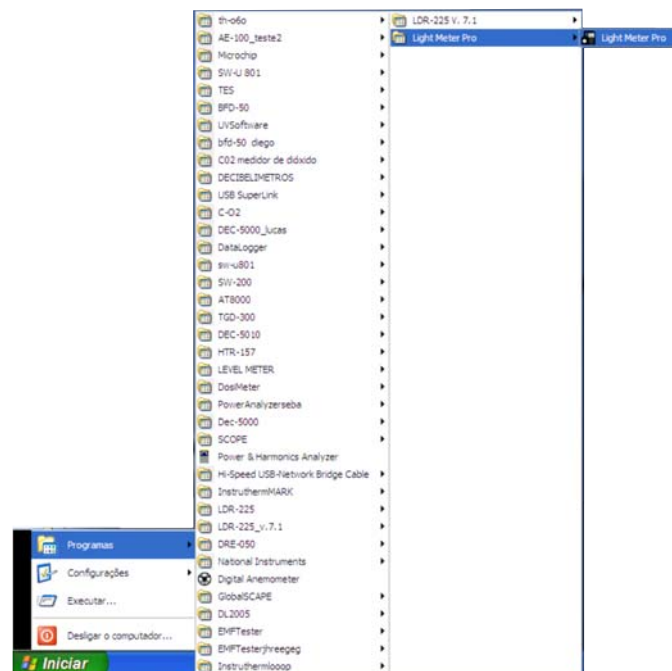 th-o6o
AE-100_teste2
Microchip
SW-U 801
TES
BFD-50
UVSoftware
bfd-50 diego
C02 medidor de dióxido
DECIBELIMETROS
USB SuperLink
C-O2
DEC-5000_lucas
DataLogger
sw-u801
SW-200
AT8000
TGD-300
DEC-5010
HTR-157
LEVEL METER
DosiMeter
PowerAnalyzerseba
Dec-5000
SCOPE
Power & Harmonics Analyzer
Hi-Speed USB-Network Bridge Cable
InstruthermMARK
LDR-225
LDR-225_v.7.1
DRE-050
National Instruments
Digital Anemometer
GlobalSCAPE
DL2005
EMFTester
EMFTesterjhreegeg
Instruthermiooop
LDR-225 V. 7.1
Light Meter Pro
Light Meter Pro
Programas
Configurações
Executar...
Desligar o computador...
Iniciar